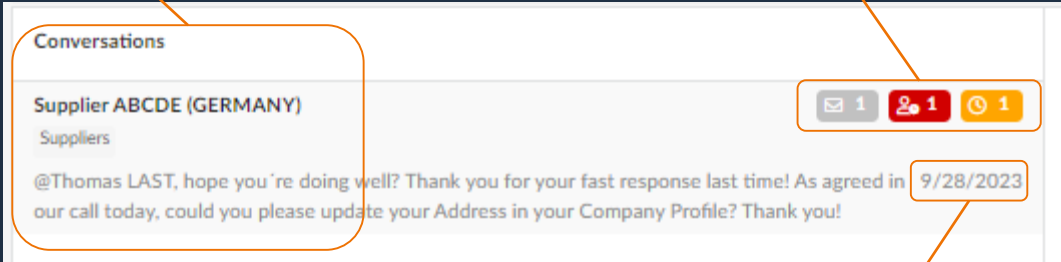 Conversations
Supplier ABCDE (GERMANY)
1 1 1
Suppliers
@Thomas LAST, hope you´re doing well? Thank you for your fast response last time! As agreed in 9/28/2023
our call today, could you please update your Address in your Company Profile? Thank you!